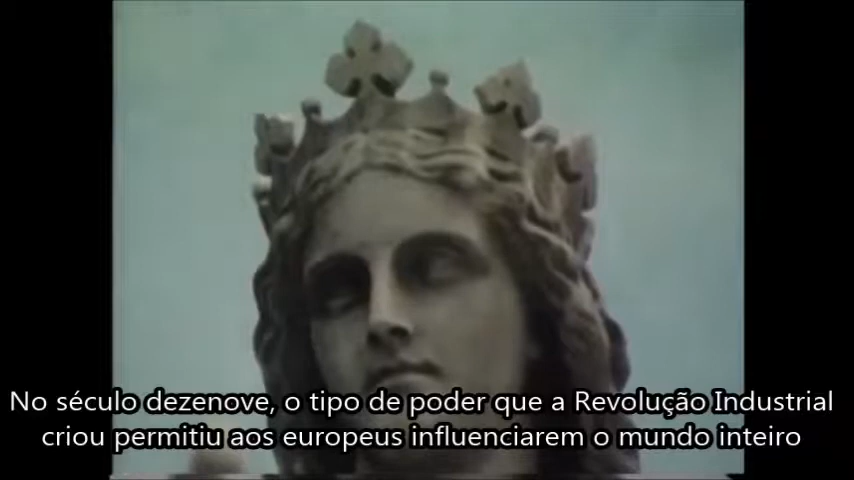 No século dezenove, o tipo de poder que a Revolução Industrial
criou permitiu aos europeus influenciarem o mundo inteiro